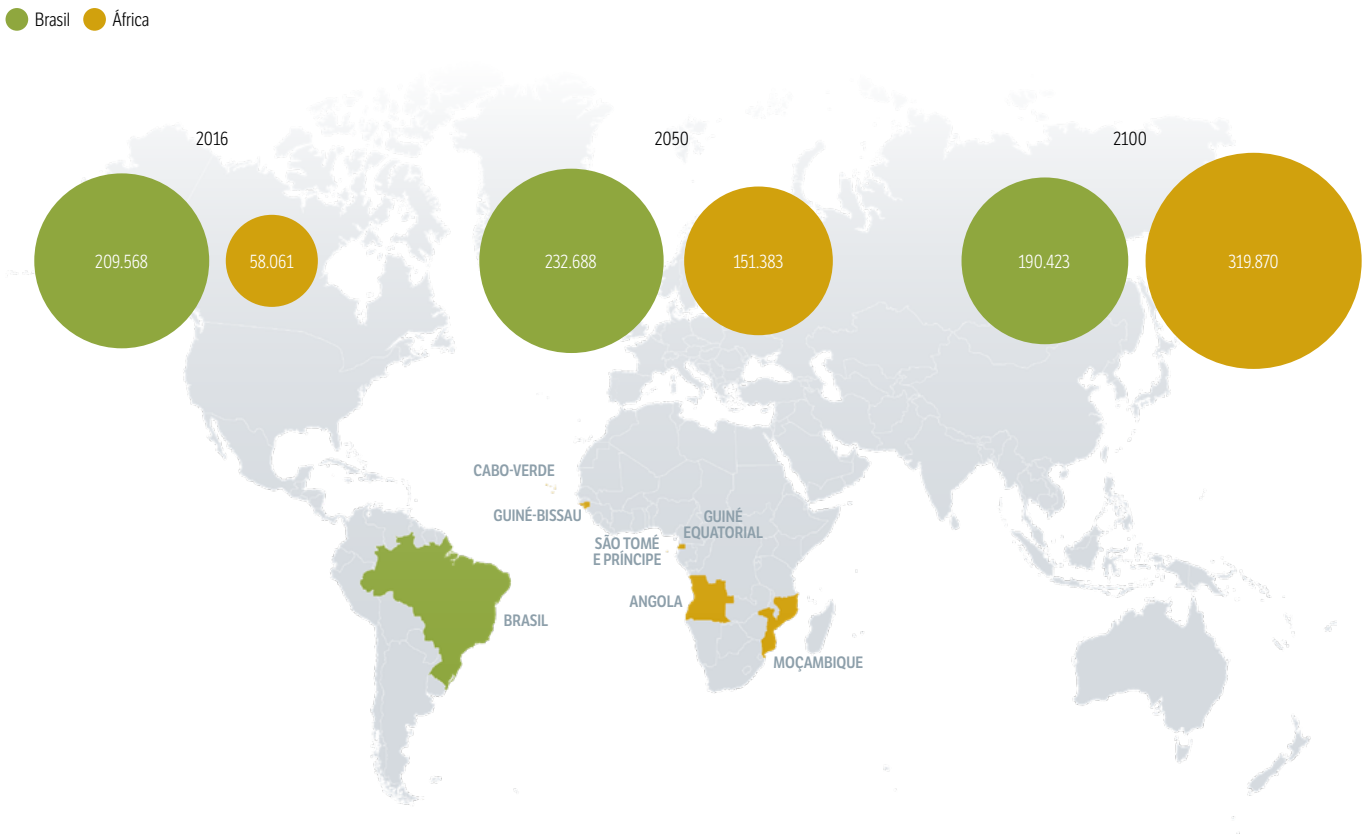 Brasil
África
2016
2050
2100
209.568
58.061
232.688
151.383
190.423
319.870
CABO-VERDE
GUINÉ-BISSAU
GUINÉ
EQUATORIAL
SÃO TOMÉ
E PRÍNCIPE
ANGOLA
BRASIL
MOÇAMBIQUE